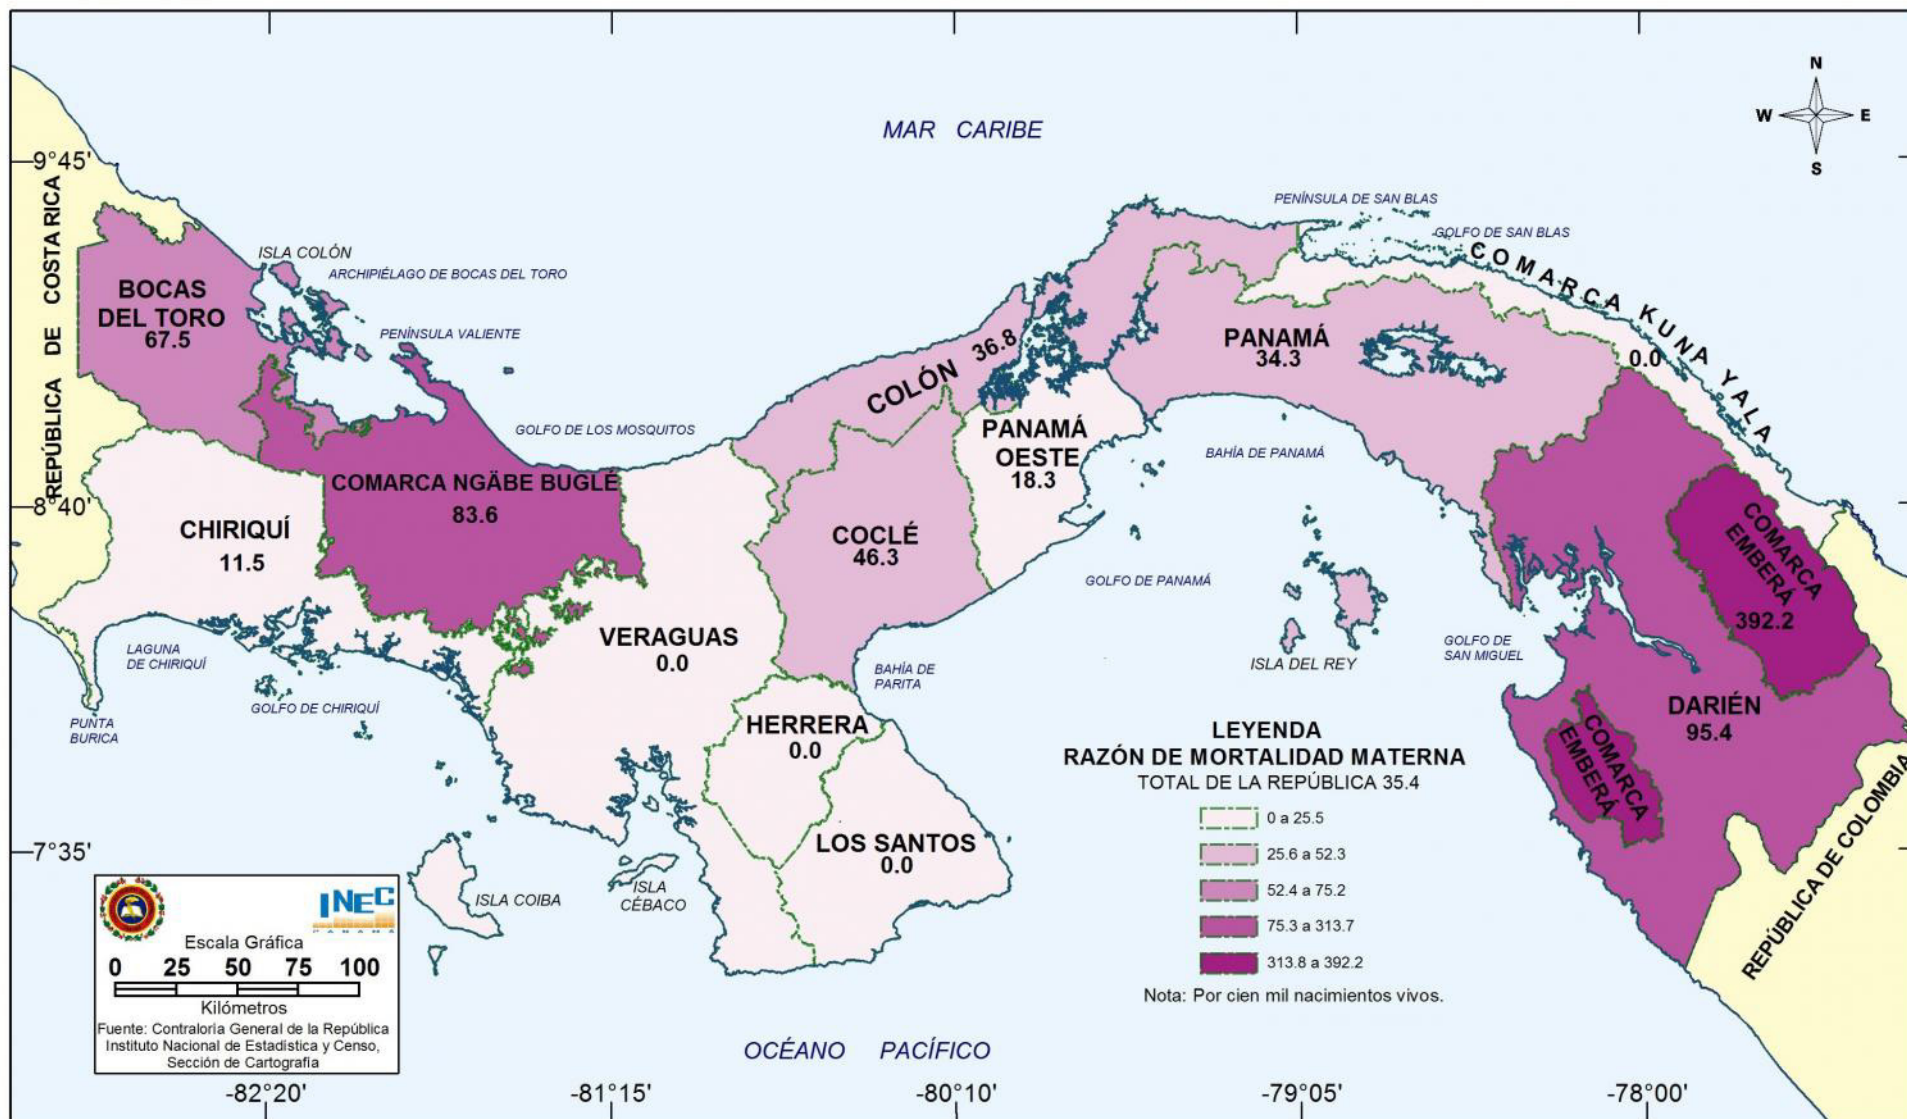 N
W E
S
MAR CARIBE
9°45'
8°40'
7°35'
REPÚBLICA DE COSTA RICA
PENÍNSULA DE SAN BLAS
GOLFO DE SAN BLAS
COMARCA KUNA YALA
0.0
ISLA COLÓN
ARCHIPIÉLAGO DE BOCAS DEL TORO
BOCAS
DEL TORO
67.5
PENÍNSULA VALIENTE
COLÓN 36.8
PANAMÁ
34.3
GOLFO DE LOS MOSQUITOS
PANAMÁ
OESTE
18.3
BAHÍA DE PANAMÁ
COMARCA NGÄBE BUGLÉ
83.6
CHIRIQUÍ
11.5
COCLÉ
46.3
COMARCA
EMBERÁ
392.2
GOLFO DE PANAMÁ
VERAGUAS
0.0
LAGUNA
DE CHIRIQUÍ
BAHÍA DE
PARITA
ISLA DEL REY
GOLFO DE
SAN MIGUEL
PUNTA
BURICA
GOLFO DE CHIRIQUÍ
HERRERA
0.0
DARIÉN
95.4
COMARCA
EMBERÁ
LOS SANTOS
0.0
ISLA COIBA
ISLA
CÉBACO
REPÚBLICA DE COLOMBIA
LEYENDA
RAZÓN DE MORTALIDAD MATERNA
TOTAL DE LA REPÚBLICA 35.4
0 a 25.5
25.6 a 52.3
52.4 a 75.2
75.3 a 313.7
313.8 a 392.2
Nota: Por cien mil nacimientos vivos.
INEC
PANAMÁ
Escala Gráfica
0 25 50 75 100
Kilómetros
Fuente: Contraloría General de la República
Instituto Nacional de Estadística y Censo,
Sección de Cartografía
OCÉANO PACÍFICO
-82°20' -81°15' -80°10' -79°05' -78°00'